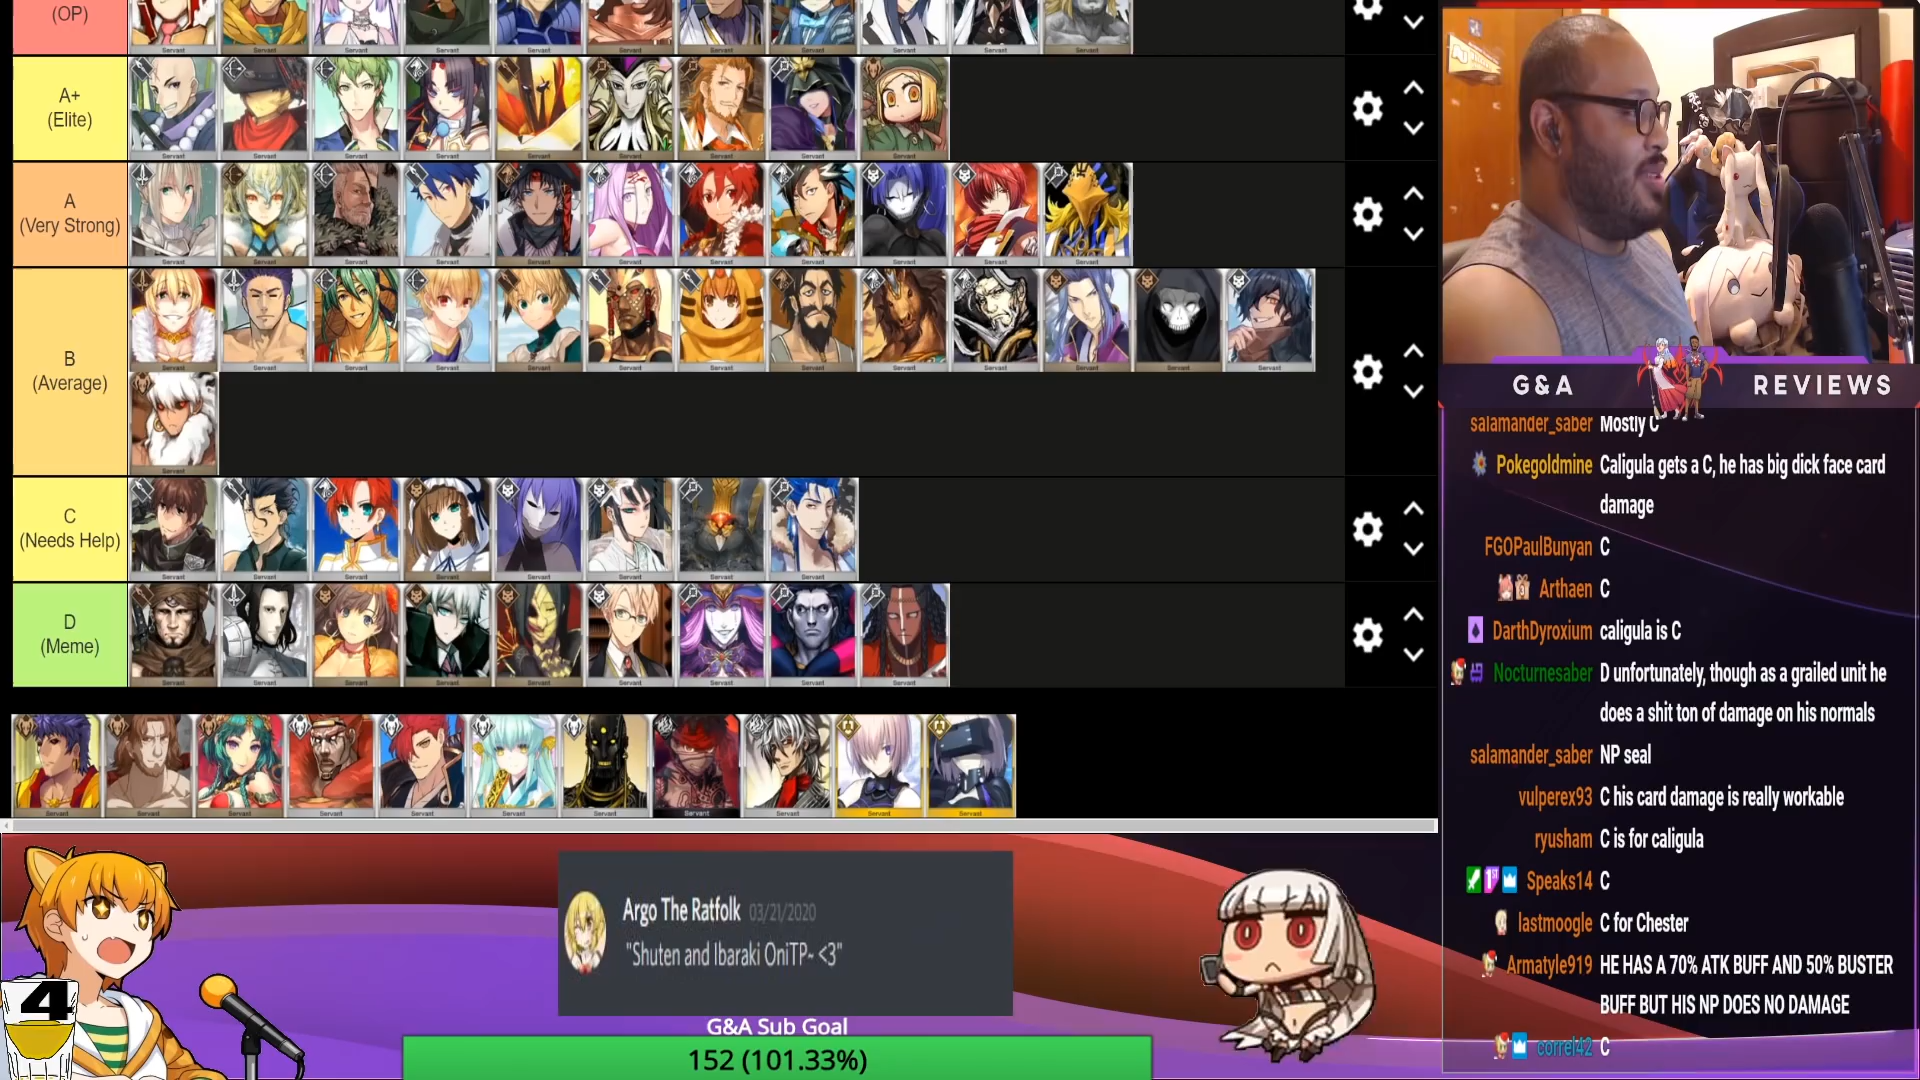 (OP)
A+
(Elite)
A
(Very Strong)
B
(Average)
C
(Needs Help)
D
(Meme)
G&A REVIEWS
salamander_saber Mostly C
Pokegoldmine Caligula gets a C, he has big dick face card
damage
FGOPaulBunyan C
Arthaen C
DarthDyroxium caligula is C
Nocturnesaber D unfortunately, though as a grailed unit he
does a shit ton of damage on his normals
salamander_saber NP seal
vulperex93 C his card damage is really workable
ryusham C is for caligula
Speaks14 C
lastmoogle C for Chester
Armatyle919 HE HAS A 70% ATK BUFF AND 50% BUSTER
BUFF BUT HIS NP DOES NO DAMAGE
correl42 C
Argo The Ratfolk 03/21/2020
"Shuten and Ibaraki OniTP~ <3"
4
G&A Sub Goal
152 (101.33%)